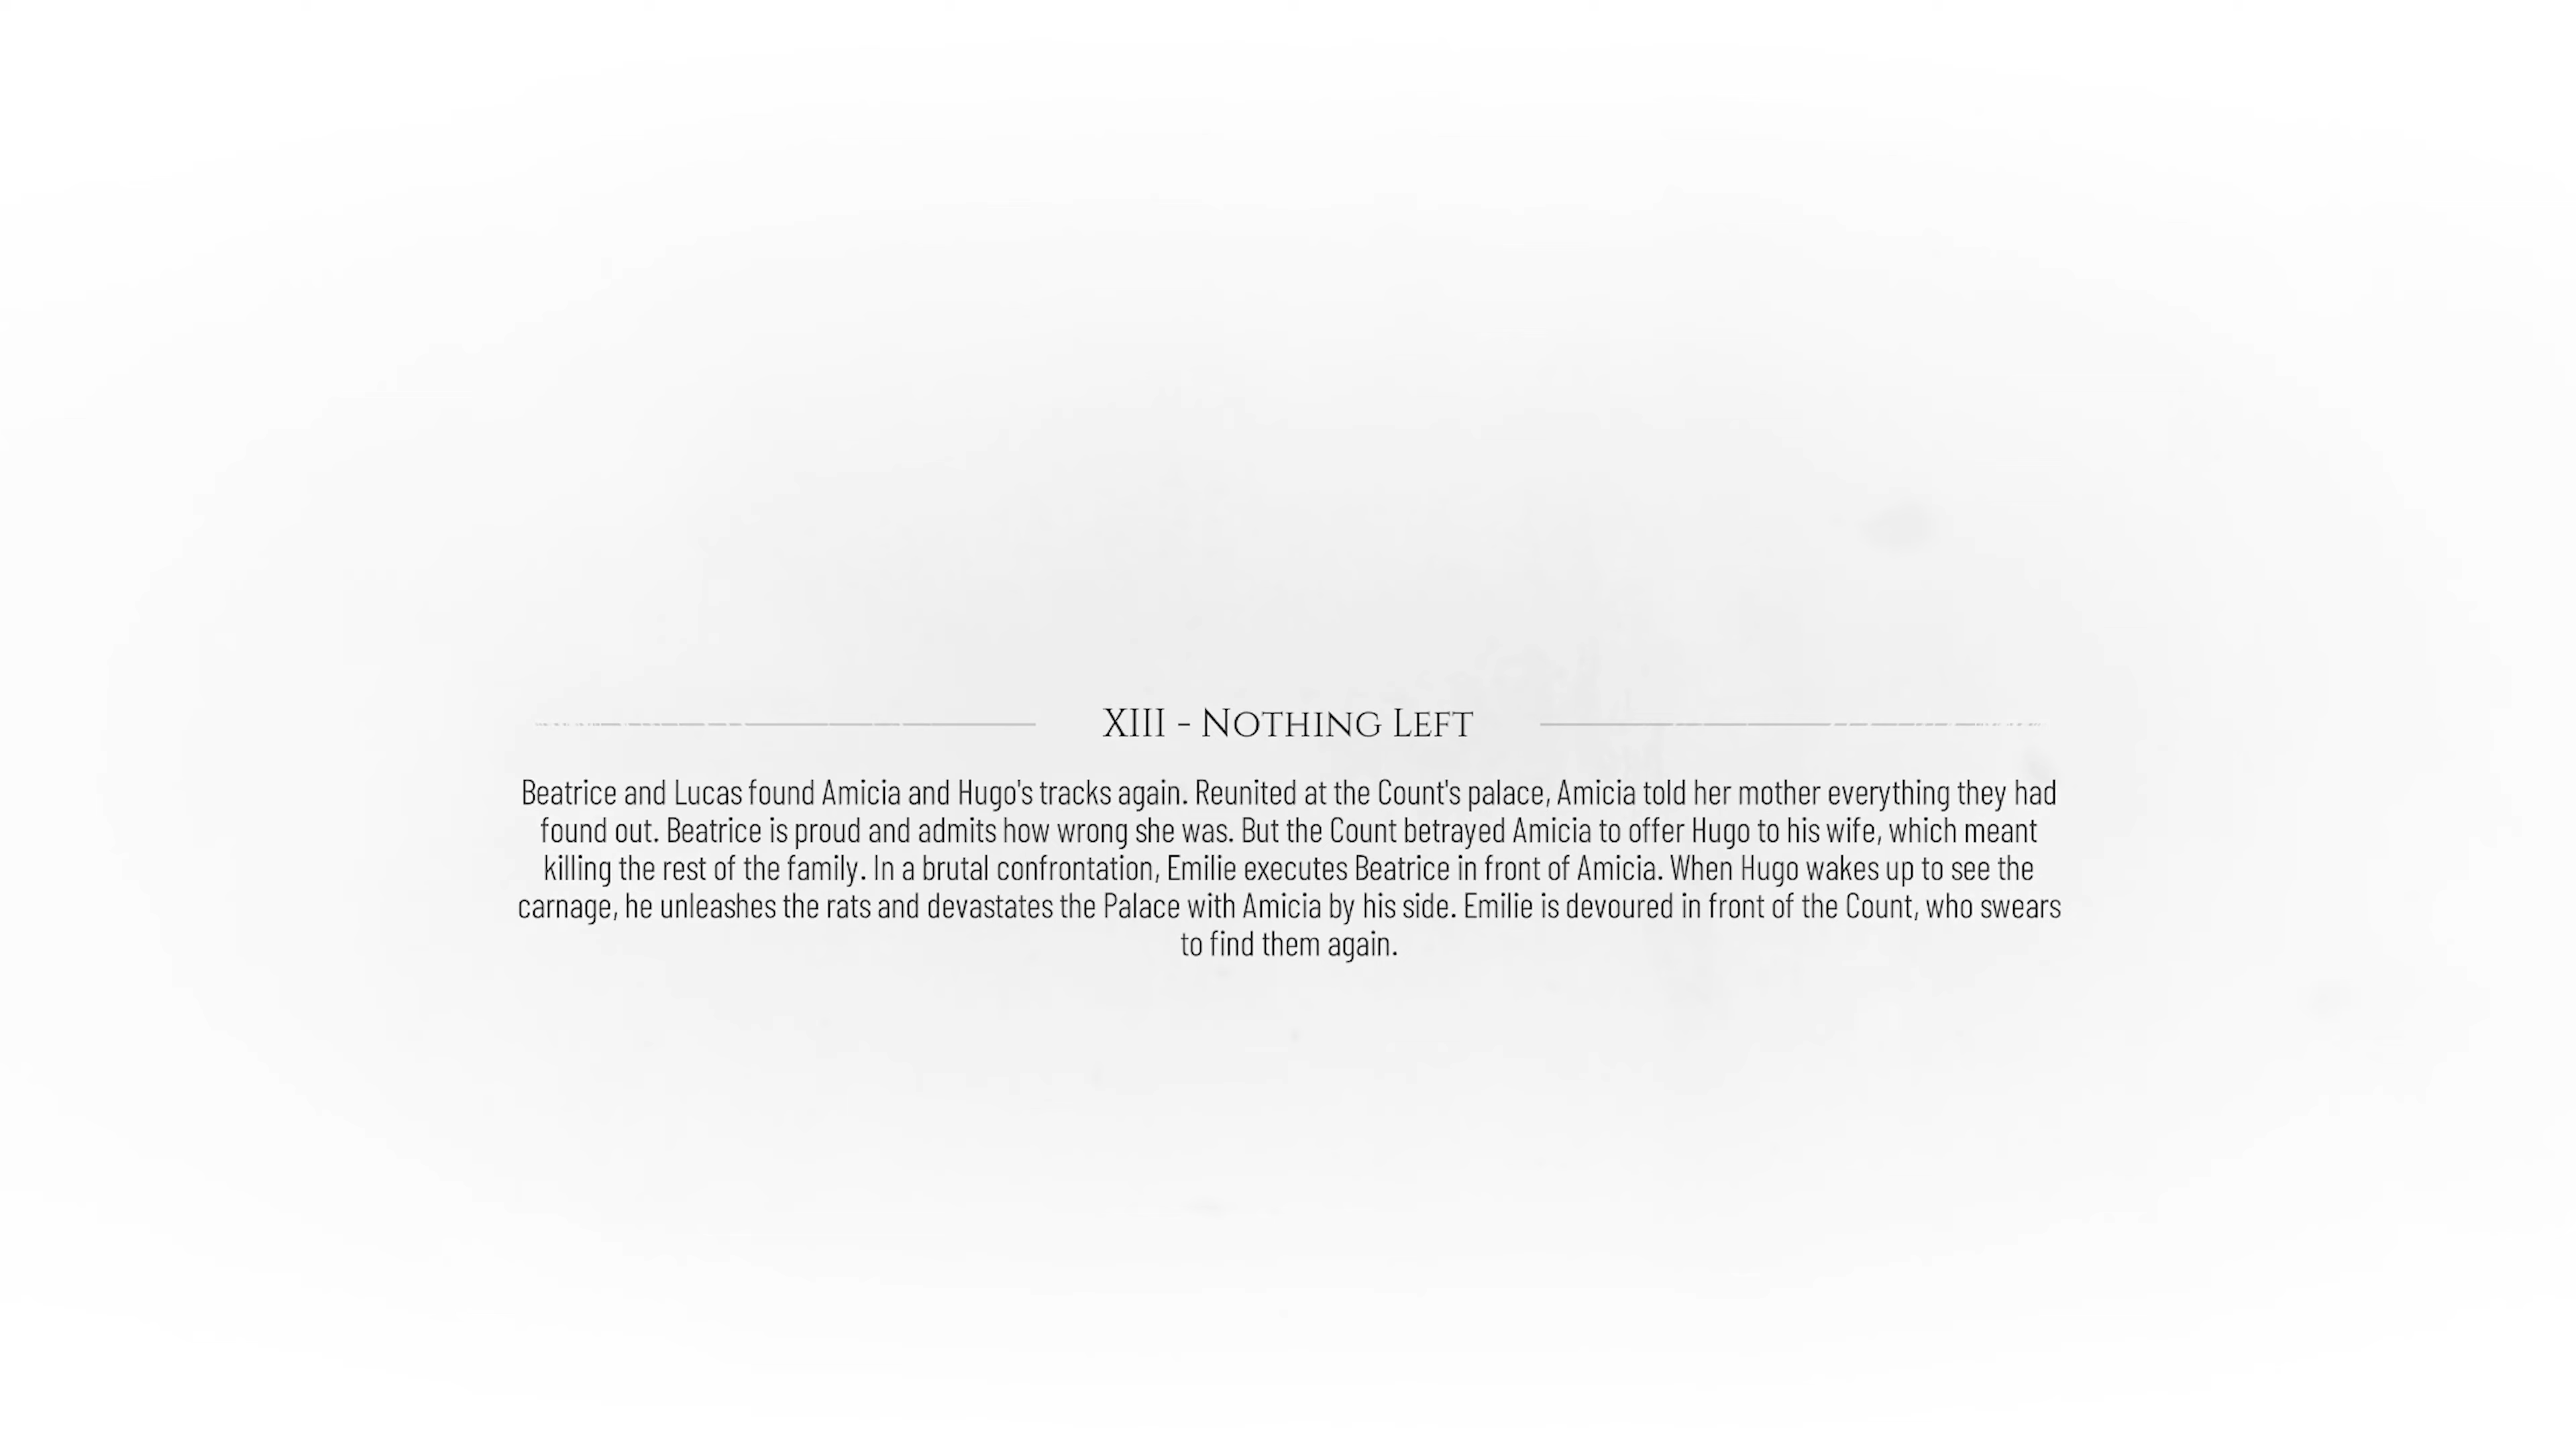 XIII - Nothing Left
Beatrice and Lucas found Amicia and Hugo's tracks again. Reunited at the Count's palace, Amicia told her mother everything they had
found out. Beatrice is proud and admits how wrong she was. But the Count betrayed Amicia to offer Hugo to his wife, which meant
killing the rest of the family. In a brutal confrontation, Emilie executes Beatrice in front of Amicia. When Hugo wakes up to see the
carnage, he unleashes the rats and devastates the Palace with Amicia by his side. Emilie is devoured in front of the Count, who swears
to find them again.